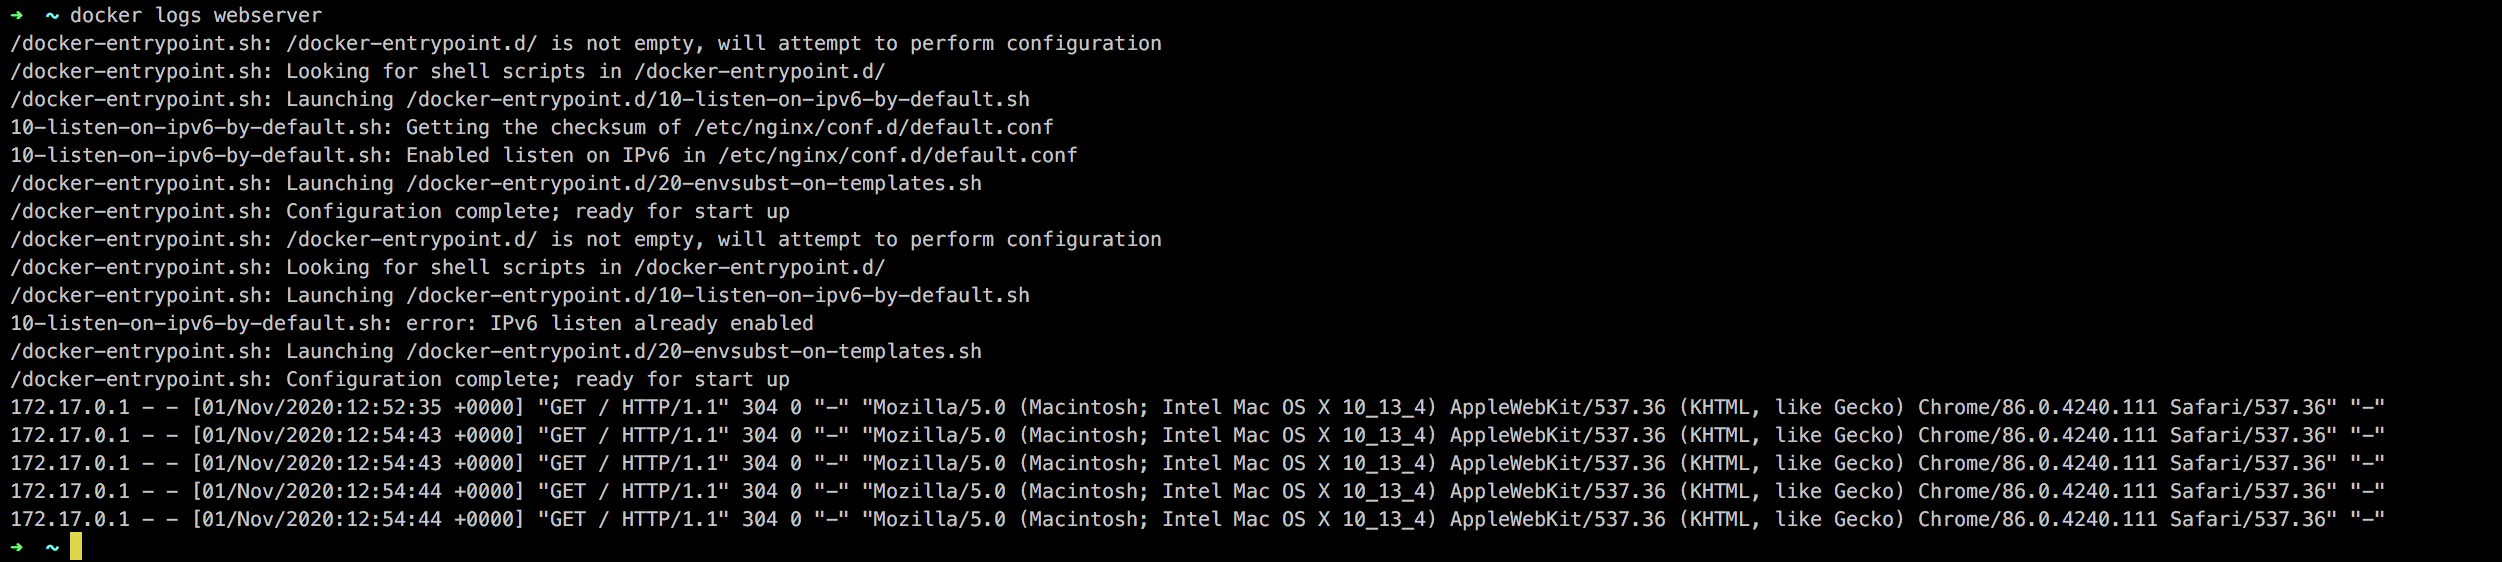 ➜ ~ docker logs webserver
/docker-entrypoint.sh: /docker-entrypoint.d/ is not empty, will attempt to perform configuration
/docker-entrypoint.sh: Looking for shell scripts in /docker-entrypoint.d/
/docker-entrypoint.sh: Launching /docker-entrypoint.d/10-listen-on-ipv6-by-default.sh
10-listen-on-ipv6-by-default.sh: Getting the checksum of /etc/nginx/conf.d/default.conf
10-listen-on-ipv6-by-default.sh: Enabled listen on IPv6 in /etc/nginx/conf.d/default.conf
/docker-entrypoint.sh: Launching /docker-entrypoint.d/20-envsubst-on-templates.sh
/docker-entrypoint.sh: Configuration complete; ready for start up
/docker-entrypoint.sh: /docker-entrypoint.d/ is not empty, will attempt to perform configuration
/docker-entrypoint.sh: Looking for shell scripts in /docker-entrypoint.d/
/docker-entrypoint.sh: Launching /docker-entrypoint.d/10-listen-on-ipv6-by-default.sh
10-listen-on-ipv6-by-default.sh: error: IPv6 listen already enabled
/docker-entrypoint.sh: Launching /docker-entrypoint.d/20-envsubst-on-templates.sh
/docker-entrypoint.sh: Configuration complete; ready for start up
172.17.0.1 - - [01/Nov/2020:12:52:35 +0000] "GET / HTTP/1.1" 304 0 "-" "Mozilla/5.0 (Macintosh; Intel Mac OS X 10_13_4) AppleWebKit/537.36 (KHTML, like Gecko) Chrome/86.0.4240.111 Safari/537.36" "-"
172.17.0.1 - - [01/Nov/2020:12:54:43 +0000] "GET / HTTP/1.1" 304 0 "-" "Mozilla/5.0 (Macintosh; Intel Mac OS X 10_13_4) AppleWebKit/537.36 (KHTML, like Gecko) Chrome/86.0.4240.111 Safari/537.36" "-"
172.17.0.1 - - [01/Nov/2020:12:54:43 +0000] "GET / HTTP/1.1" 304 0 "-" "Mozilla/5.0 (Macintosh; Intel Mac OS X 10_13_4) AppleWebKit/537.36 (KHTML, like Gecko) Chrome/86.0.4240.111 Safari/537.36" "-"
172.17.0.1 - - [01/Nov/2020:12:54:44 +0000] "GET / HTTP/1.1" 304 0 "-" "Mozilla/5.0 (Macintosh; Intel Mac OS X 10_13_4) AppleWebKit/537.36 (KHTML, like Gecko) Chrome/86.0.4240.111 Safari/537.36" "-"
172.17.0.1 - - [01/Nov/2020:12:54:44 +0000] "GET / HTTP/1.1" 304 0 "-" "Mozilla/5.0 (Macintosh; Intel Mac OS X 10_13_4) AppleWebKit/537.36 (KHTML, like Gecko) Chrome/86.0.4240.111 Safari/537.36" "-"
➜ ~